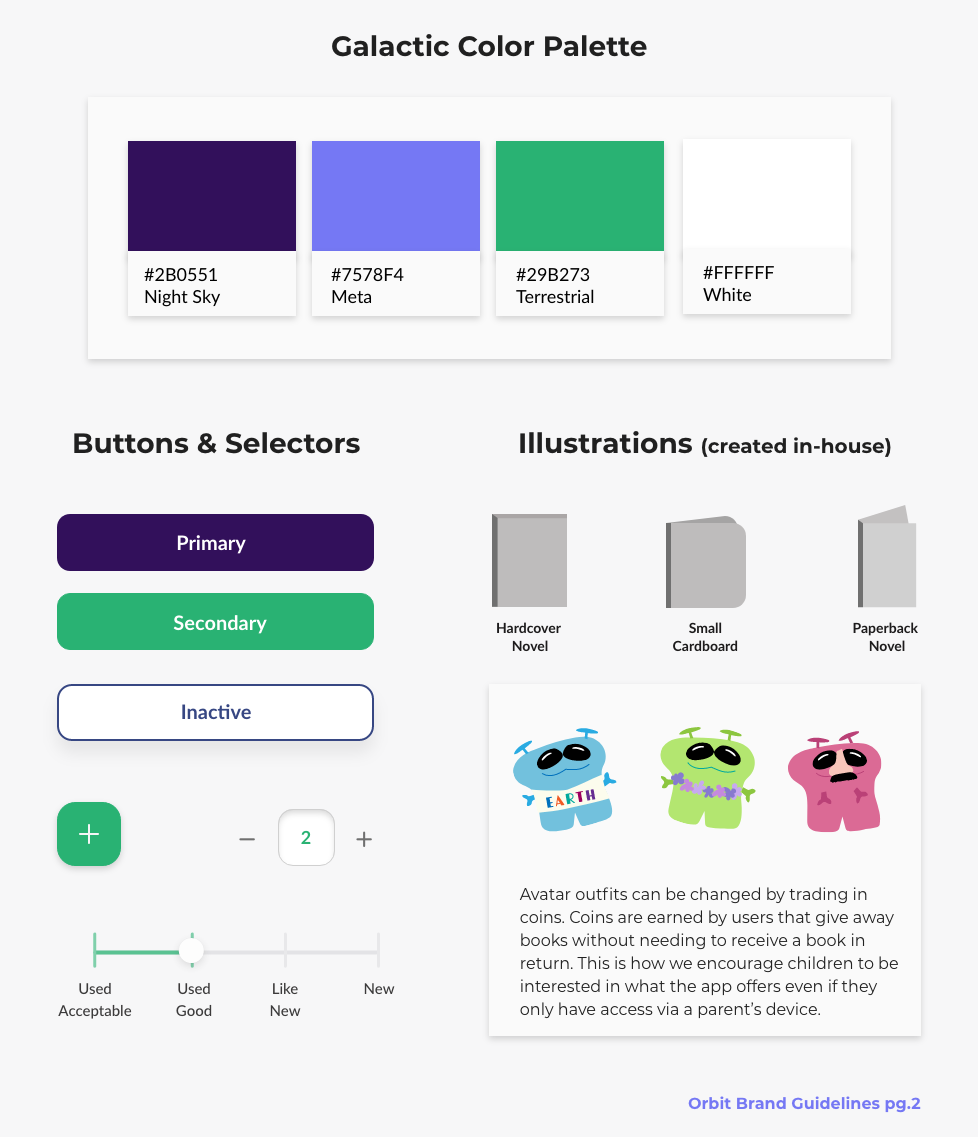 Galactic Color Palette
#2B0551
Night Sky
#7578F4
Meta
#29B273
Terrestrial
#FFFFFF
White
Buttons & Selectors
Primary
Secondary
Inactive
+
− 2 +
Used
Acceptable
Used
Good
Like
New
New
Illustrations (created in-house)
Hardcover
Novel
Small
Cardboard
Paperback
Novel
EARTH
Avatar outfits can be changed by trading in
coins. Coins are earned by users that give away
books without needing to receive a book in
return. This is how we encourage children to be
interested in what the app offers even if they
only have access via a parent’s device.
Orbit Brand Guidelines pg.2